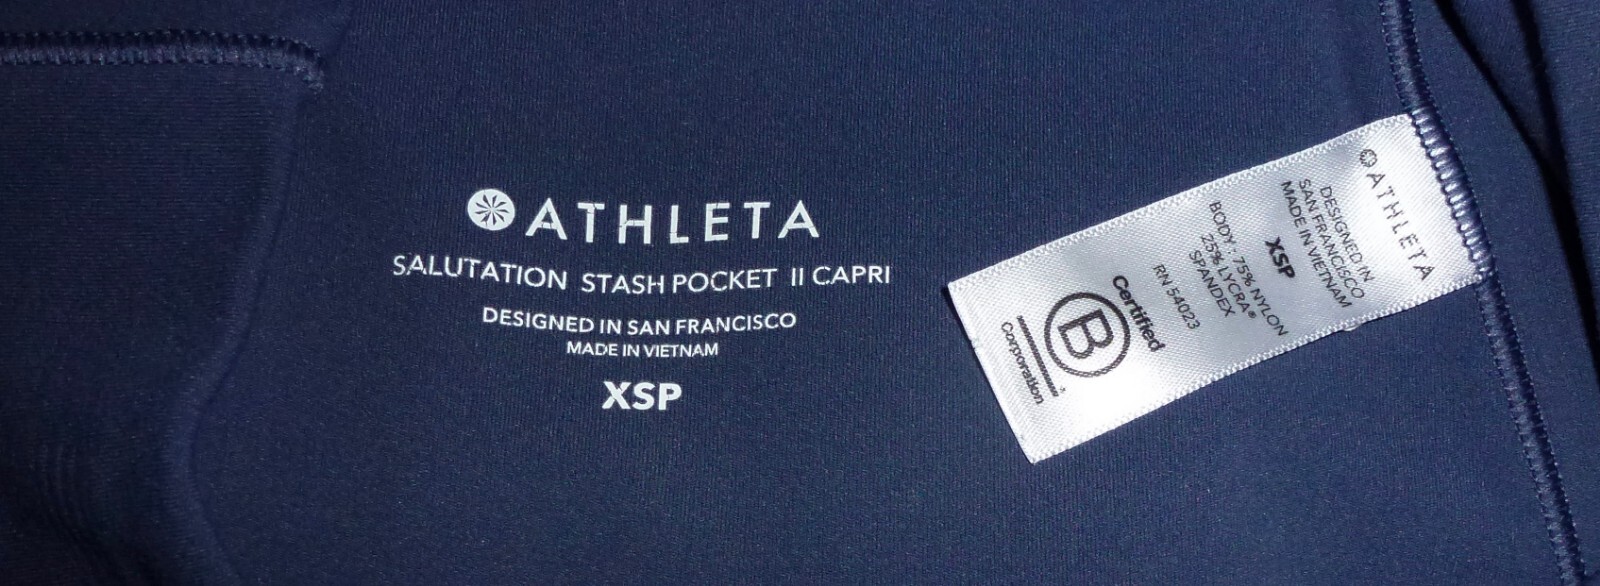 ATHLETA
SALUTATION STASH POCKET II CAPRI
DESIGNED IN SAN FRANCISCO
MADE IN VIETNAM
XSP
ATHLETA
DESIGNED IN
SAN FRANCISCO
MADE IN VIETNAM
XSP
BODY: 75% NYLON
25% LYCRA®
SPANDEX
RN 54023
Certified
B
Corporation